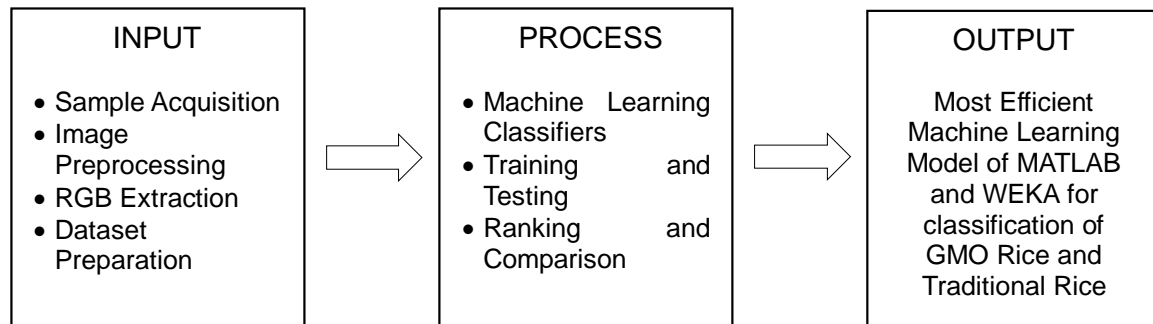 INPUT
• Sample Acquisition
• Image
Preprocessing
• RGB Extraction
• Dataset
Preparation
PROCESS
• Machine Learning
Classifiers
• Training and
Testing
• Ranking and
Comparison
OUTPUT
Most Efficient
Machine Learning
Model of MATLAB
and WEKA for
classification of
GMO Rice and
Traditional Rice